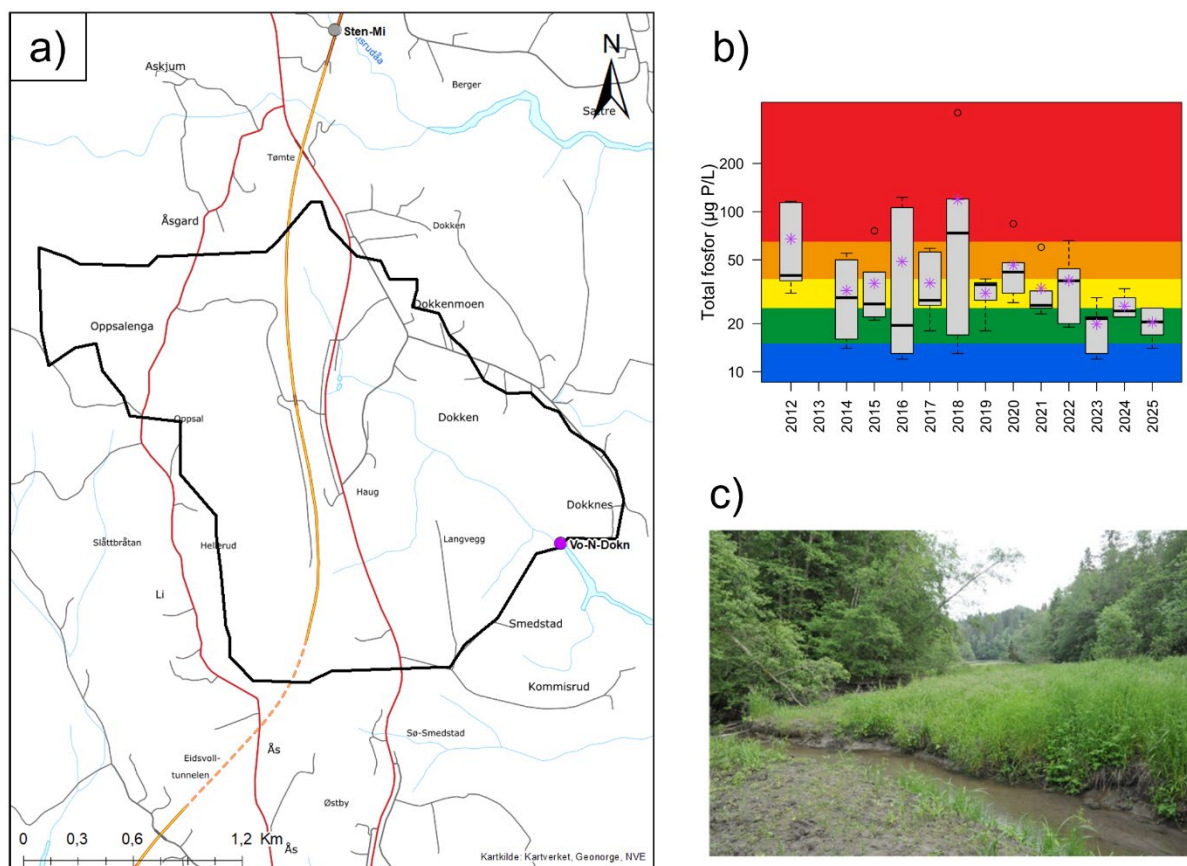 a)
Sten-Mi
N
Askjum
Berger
Tømte
Åsgard
Dokken
Dokkenmoen
Oppsalenga
Oppsal
Dokken
Haug
Dokknes
Slåttbråtan
Hellerud
Langvegg
Vo-N-Dokn
Li
Smedstad
Kommisrud
Sø-Smedstad
Ås
Eidsvoll-
tunnelen
Østby
0 0,3 0,6 1,2 Km
Ås
Kartkilde: Kartverket, Geonorge, NVE
b)
Total fosfor (µg P/L)
200
100
50
20
10
2012 2013 2014 2015 2016 2017 2018 2019 2020 2021 2022 2023 2024 2025
c)